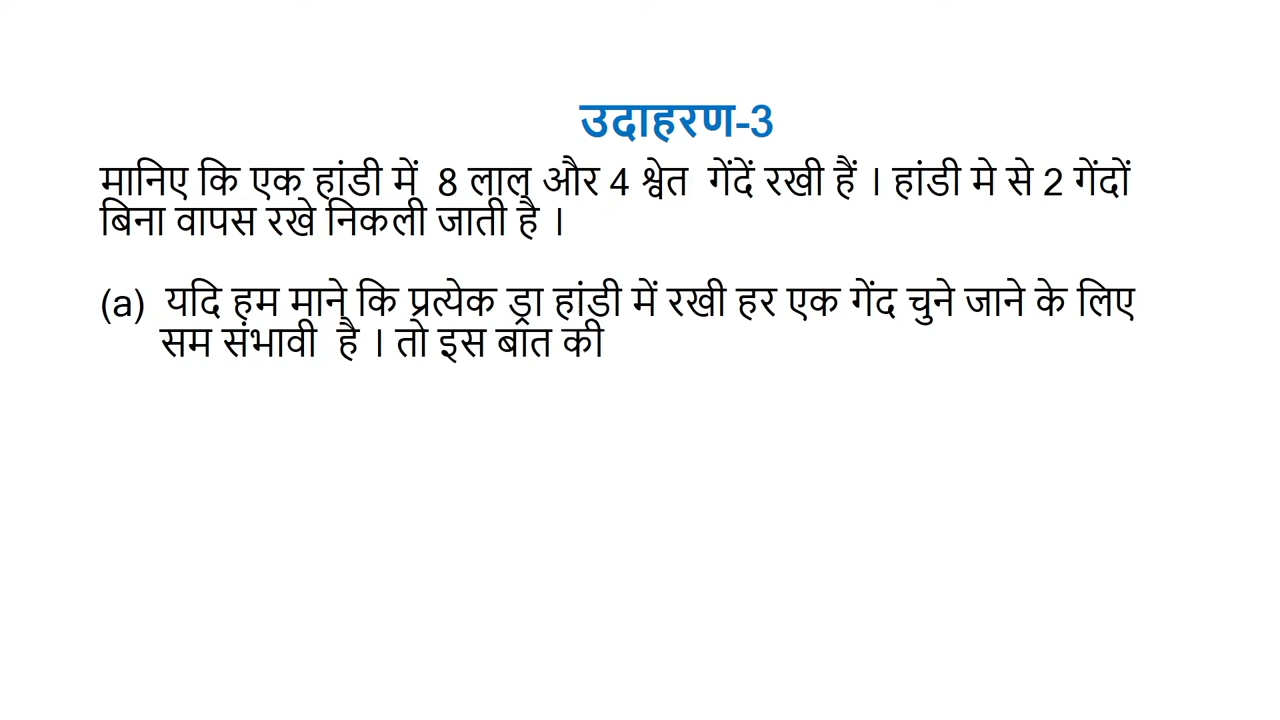 उदाहरण-3
मानिए कि एक हांडी में 8 लाल और 4 श्वेत गेंदें रखी हैं । हांडी मे से 2 गेंदों
बिना वापस रखे निकली जाती है ।
(a) यदि हम माने कि प्रत्येक ड्रा हांडी में रखी हर एक गेंद चुने जाने के लिए
सम संभावी है । तो इस बात की